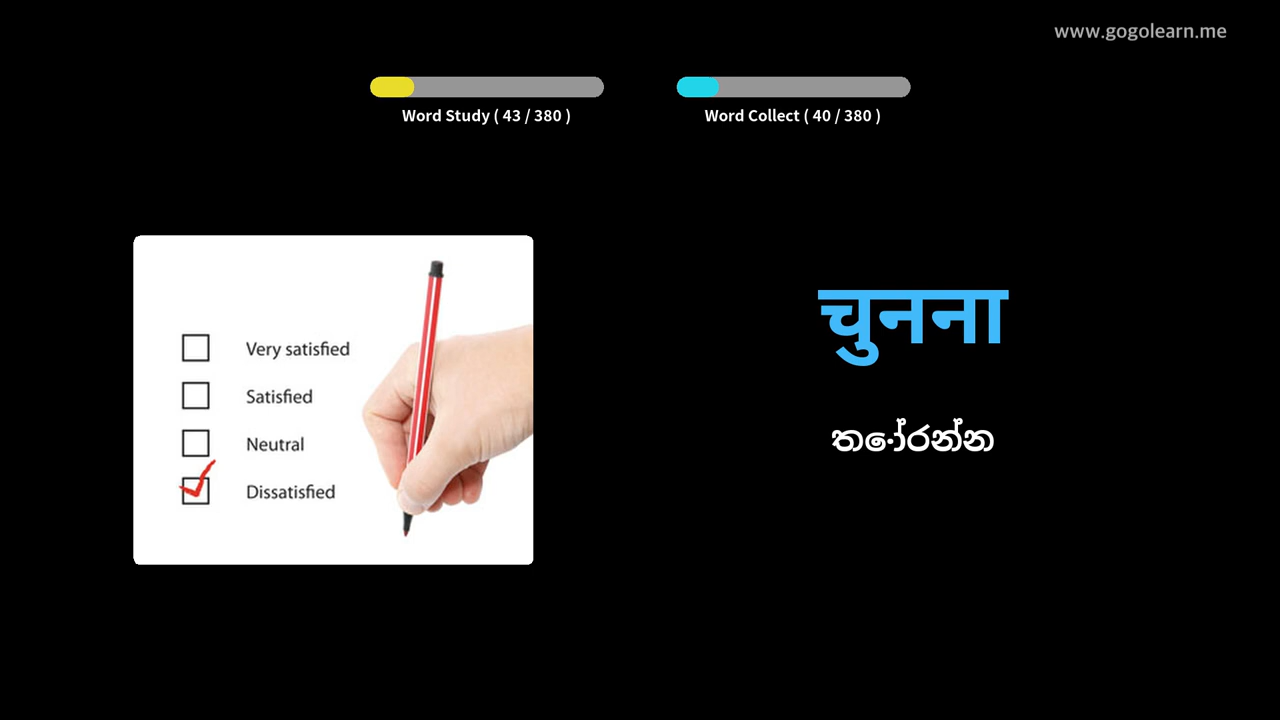 www.gogolearn.me
Word Study ( 43 / 380 )
Word Collect ( 40 / 380 )
Very satisfied
Satisfied
Neutral
Dissatisfied
चुनना
තෝරන්න